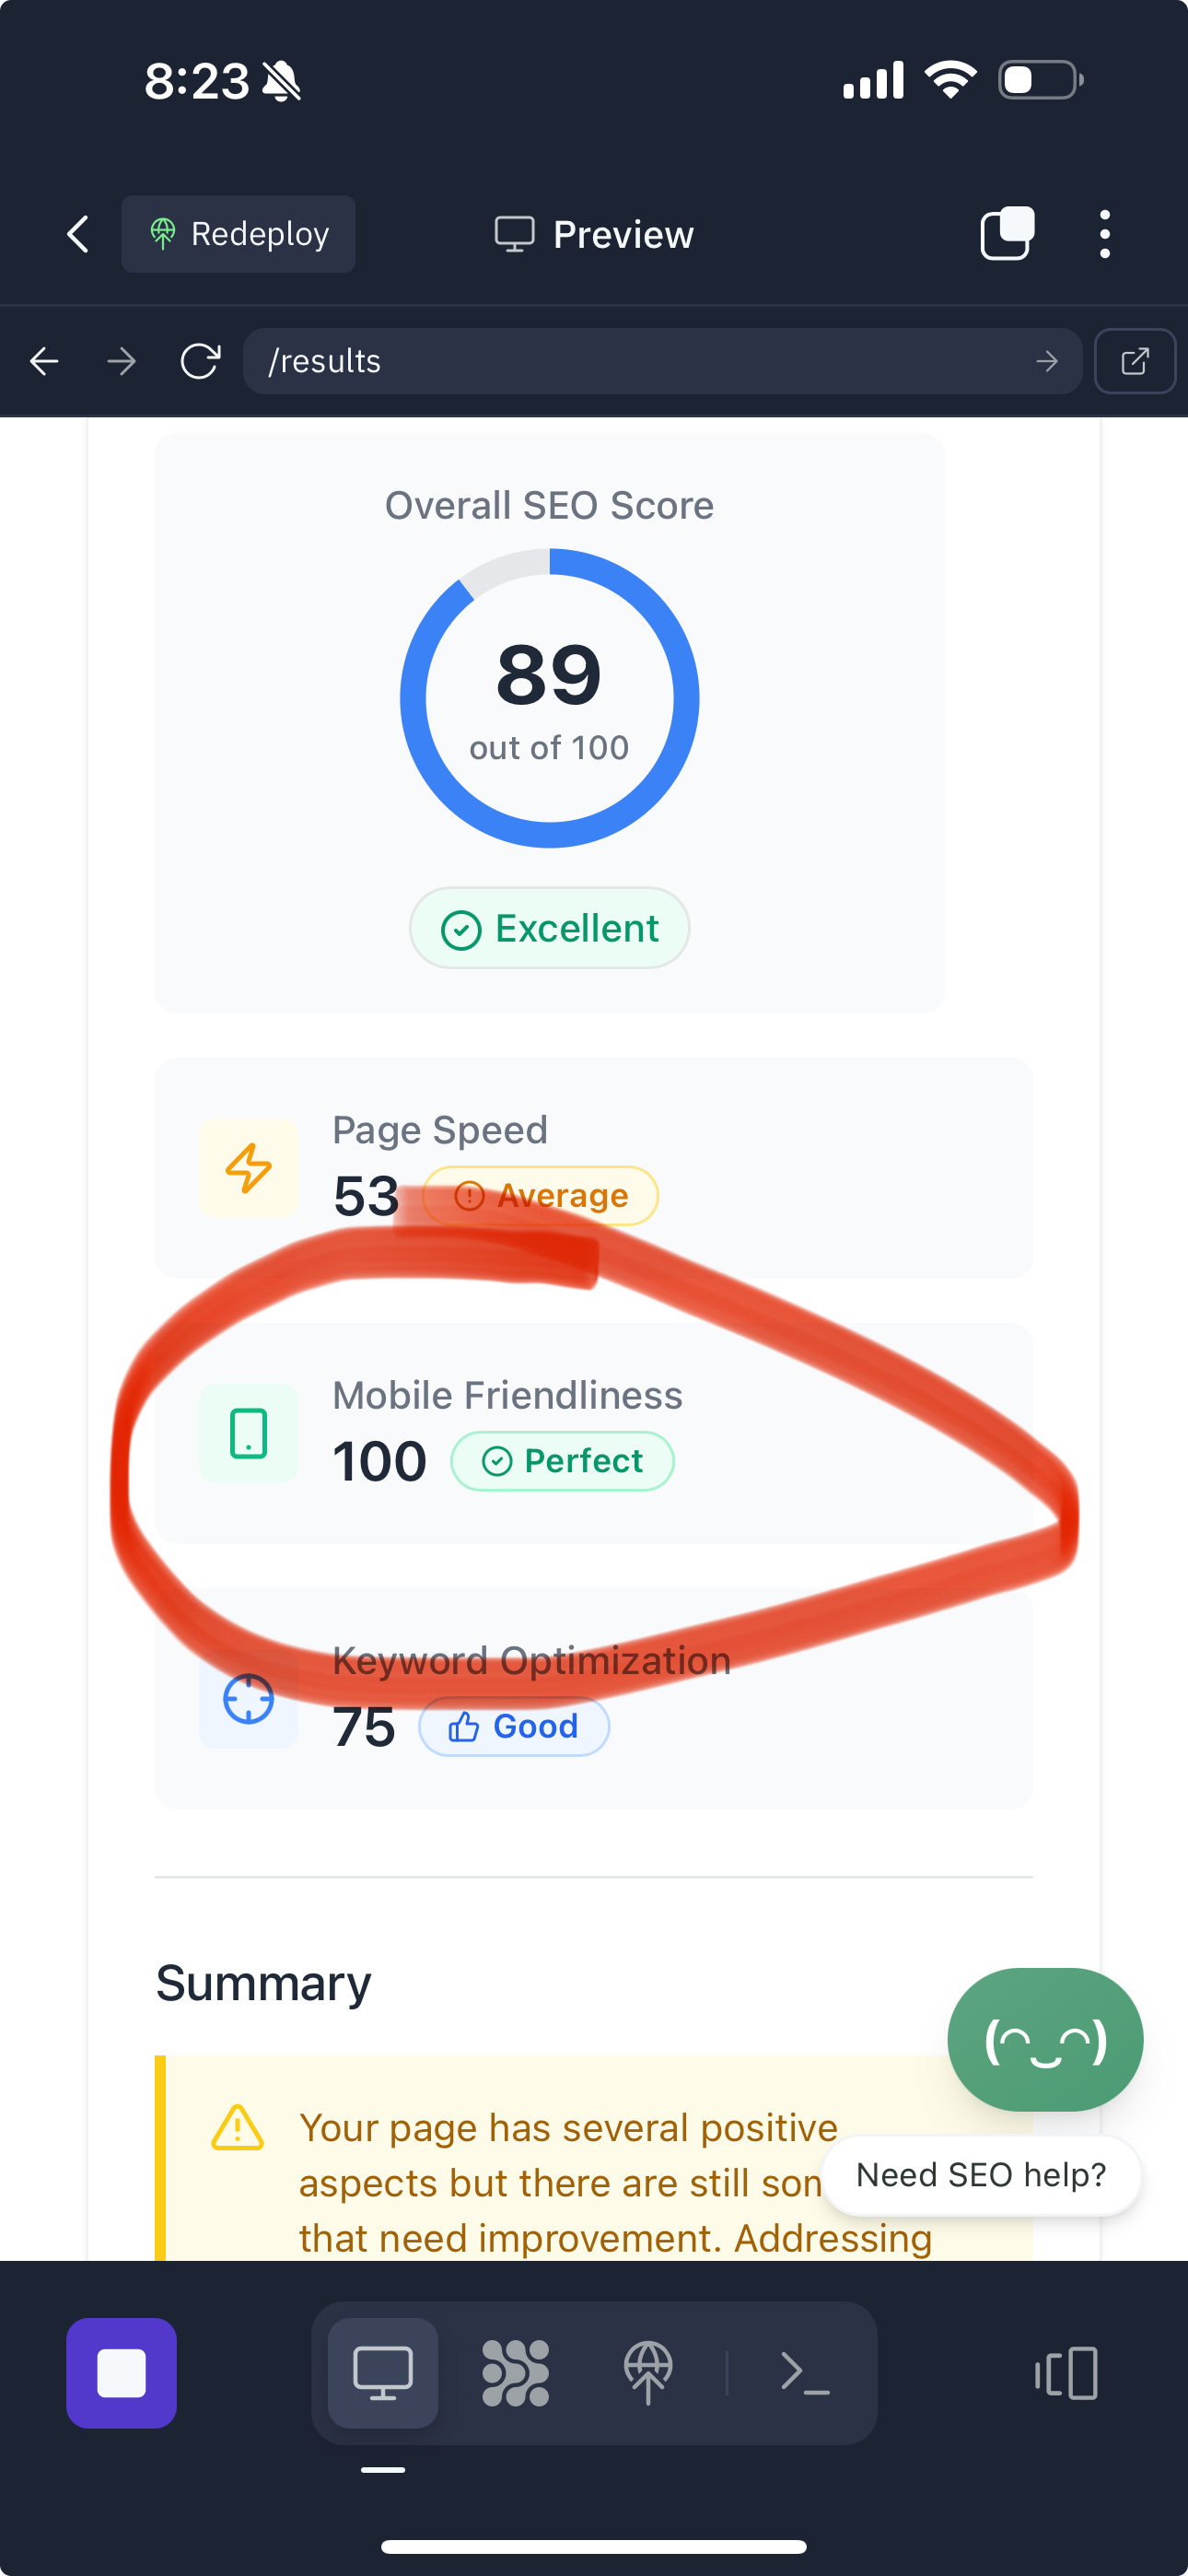 8:23
Redeploy
Preview
/results
Overall SEO Score
89
out of 100
Excellent
Page Speed
53 Average
Mobile Friendliness
100 Perfect
Keyword Optimization
75 Good
Summary
Your page has several positive
aspects but there are still
that need improvement. Addressing
Need SEO help?